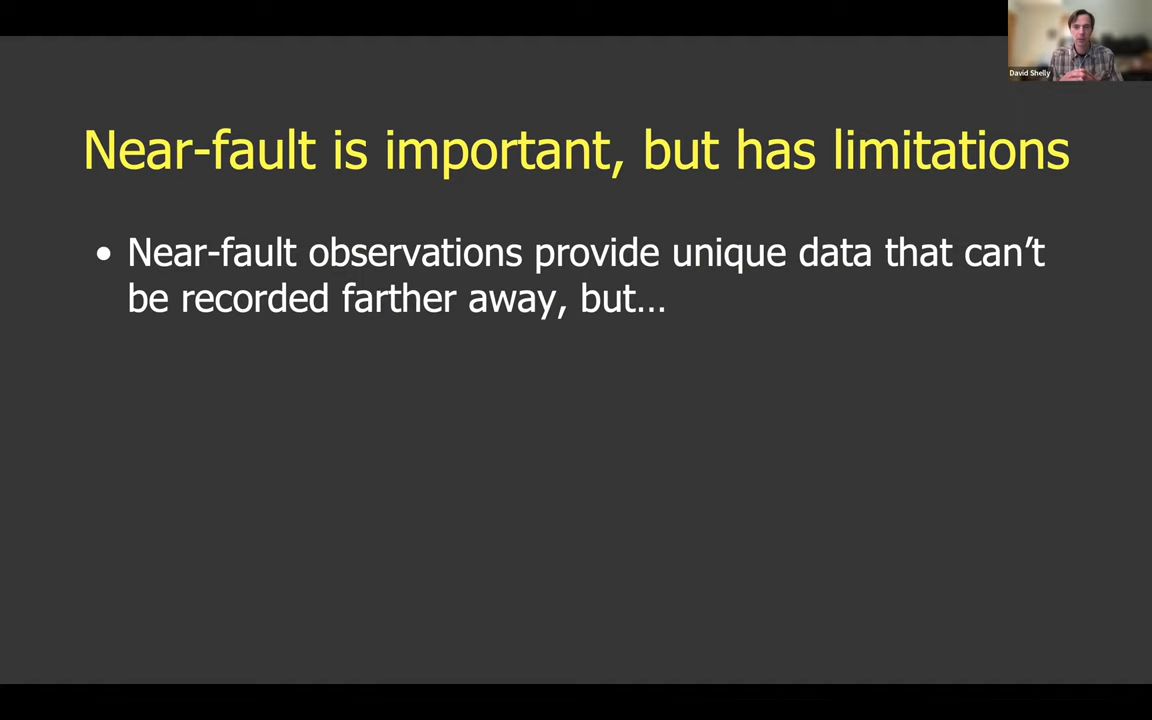 David Shelly
Near-fault is important, but has limitations
• Near-fault observations provide unique data that can’t
be recorded farther away, but…